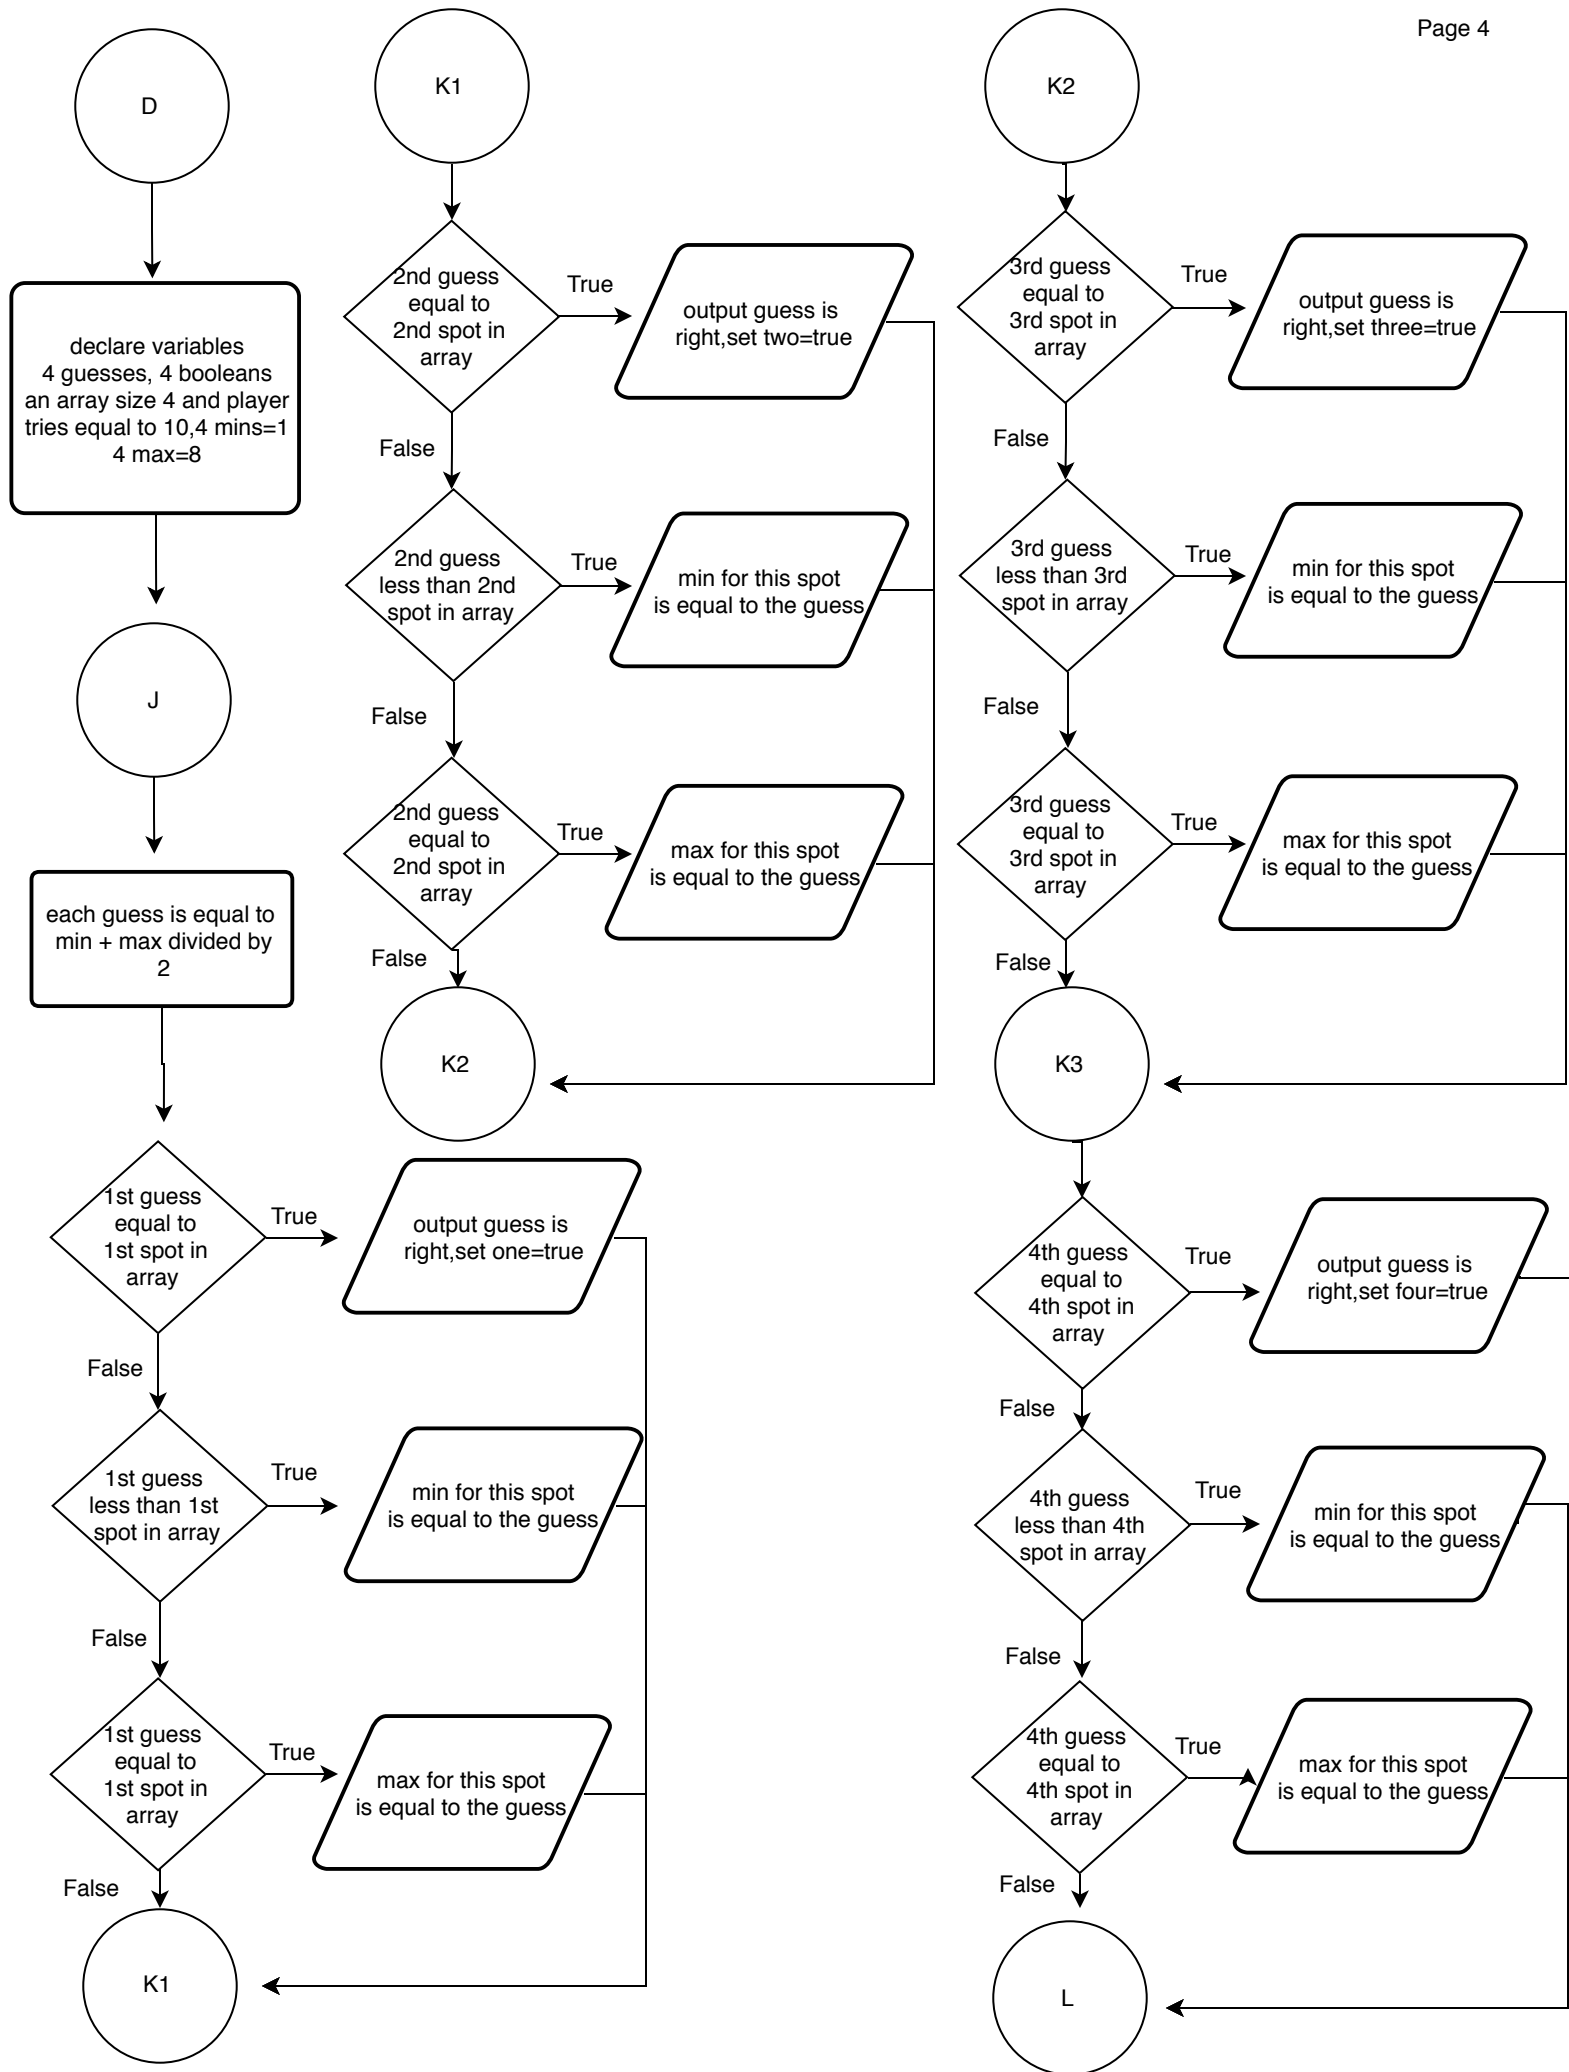 Page 4
D
declare variables
4 guesses, 4 booleans
an array size 4 and player
tries equal to 10,4 mins=1
4 max=8
J
each guess is equal to
min + max divided by
2
1st guess
equal to
1st spot in
array
True
output guess is
right,set one=true
False
1st guess
less than 1st
spot in array
True
min for this spot
is equal to the guess
False
1st guess
equal to
1st spot in
array
True
max for this spot
is equal to the guess
False
K1
K1
2nd guess
equal to
2nd spot in
array
True
output guess is
right,set two=true
False
2nd guess
less than 2nd
spot in array
True
min for this spot
is equal to the guess
False
2nd guess
equal to
2nd spot in
array
True
max for this spot
is equal to the guess
False
K2
K2
3rd guess
equal to
3rd spot in
array
True
output guess is
right,set three=true
False
3rd guess
less than 3rd
spot in array
True
min for this spot
is equal to the guess
False
3rd guess
equal to
3rd spot in
array
True
max for this spot
is equal to the guess
False
K3
4th guess
equal to
4th spot in
array
True
output guess is
right,set four=true
False
4th guess
less than 4th
spot in array
True
min for this spot
is equal to the guess
False
4th guess
equal to
4th spot in
array
True
max for this spot
is equal to the guess
False
L